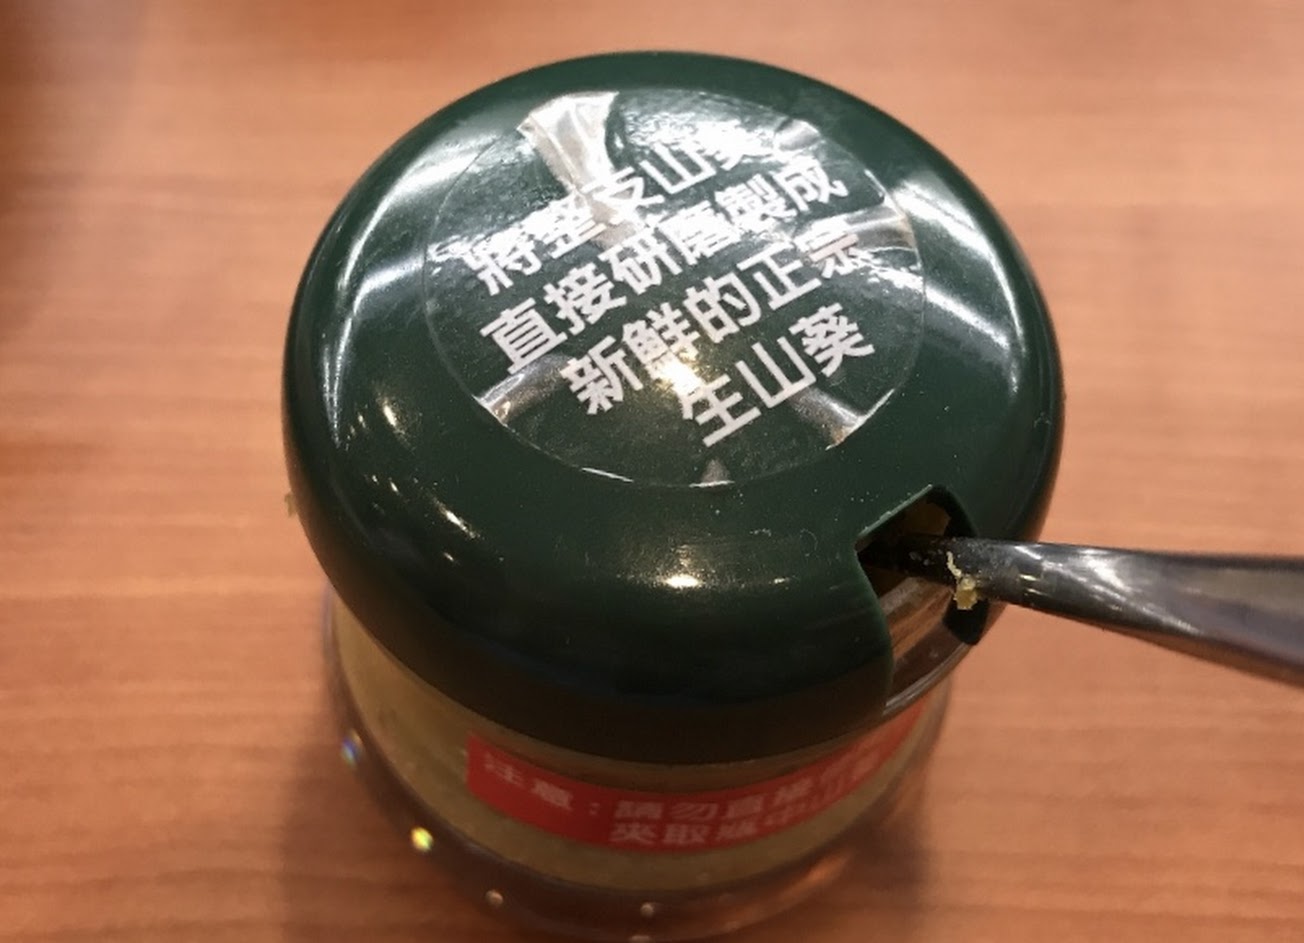 將整支山葵
直接研磨製成
新鮮的正宗
生山葵
注意：請勿直接
夾取瓶中山葵